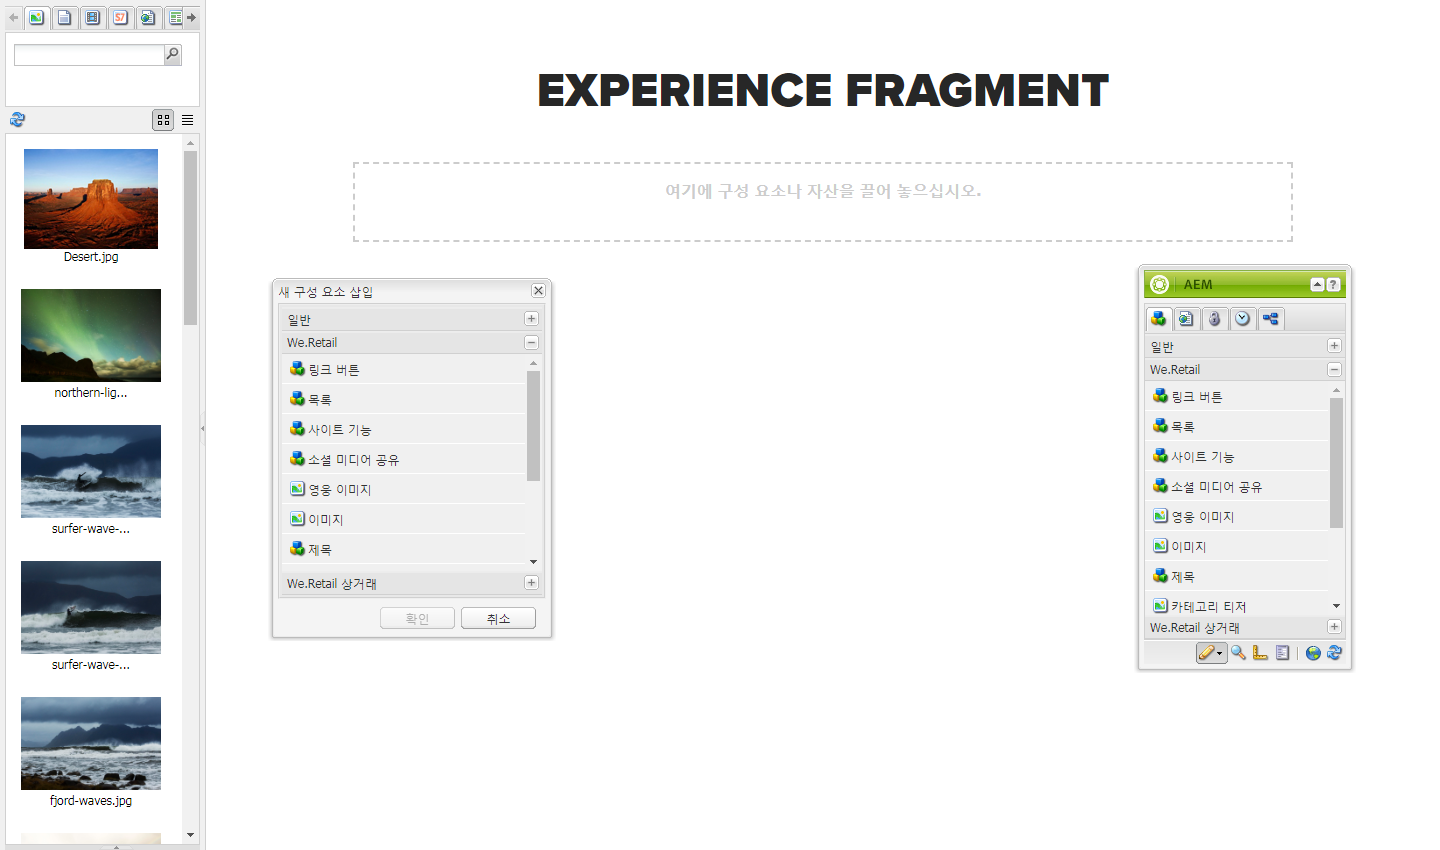 S7
EXPERIENCE FRAGMENT
여기에 구성 요소나 자산을 끌어 놓으십시오.
Desert.jpg
northern-lig...
surfer-wave-...
surfer-wave-...
fjord-waves.jpg
새 구성 요소 삽입
일반
We.Retail
링크 버튼
목록
사이트 기능
소셜 미디어 공유
영웅 이미지
이미지
제목
We.Retail 상거래
확인
취소
AEM
?
일반
We.Retail
링크 버튼
목록
사이트 기능
소셜 미디어 공유
영웅 이미지
이미지
제목
카테고리 티저
We.Retail 상거래